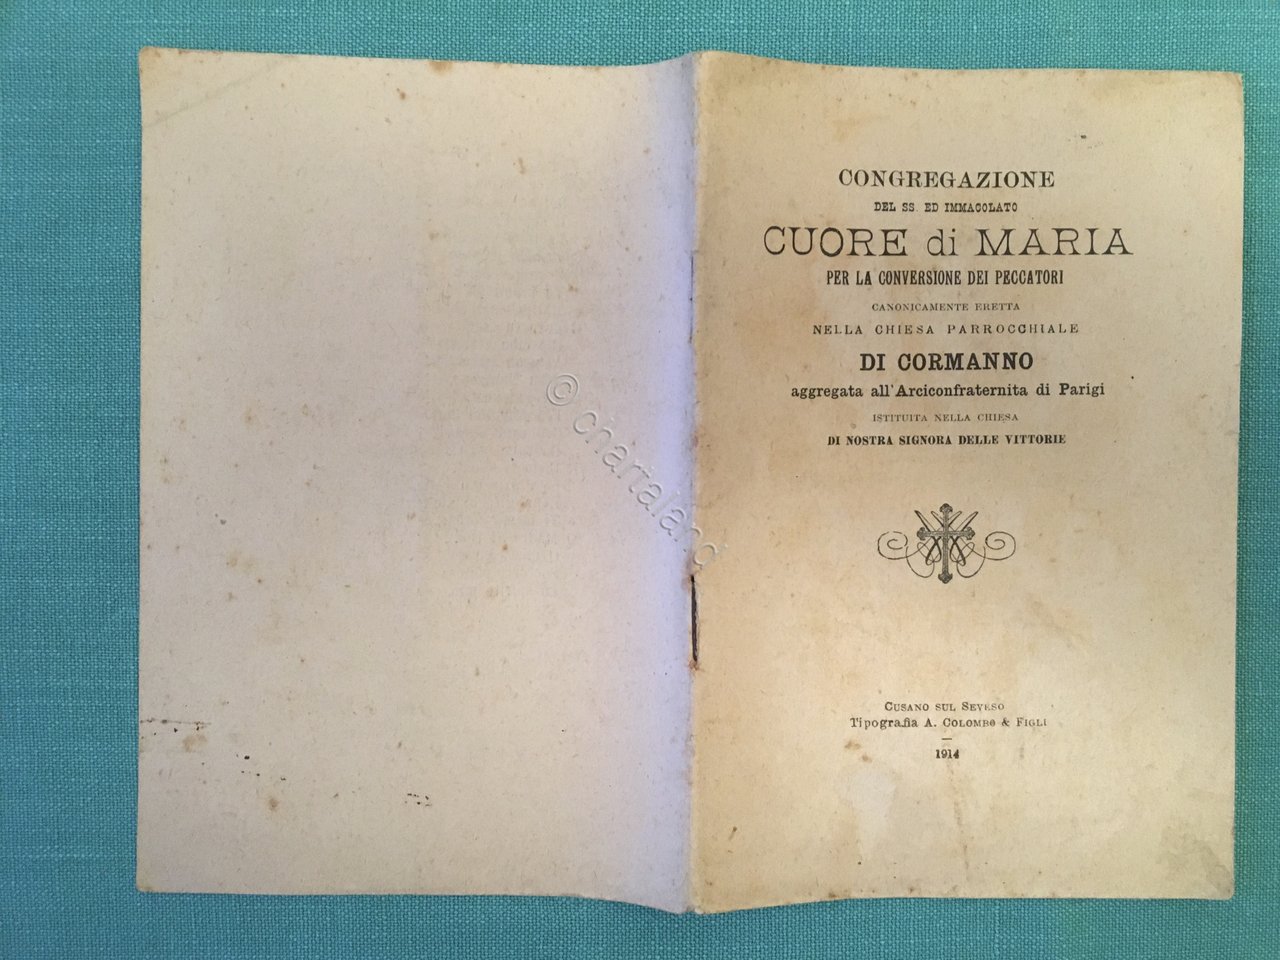 CONGREGAZIONE
DEL SS. ED IMMACOLATO
CUORE di MARIA
PER LA CONVERSIONE DEI PECCATORI
CANONICAMENTE ERETTA
NELLA CHIESA PARROCCHIALE
DI CORMANNO
aggregata all'Arciconfraternita di Parigi
ISTITUITA NELLA CHIESA
DI NOSTRA SIGNORA DELLE VITTORIE
CUSANO SUL SEVESO
Tipografia A. COLOMBO & FIGLI
1914
© chartaland